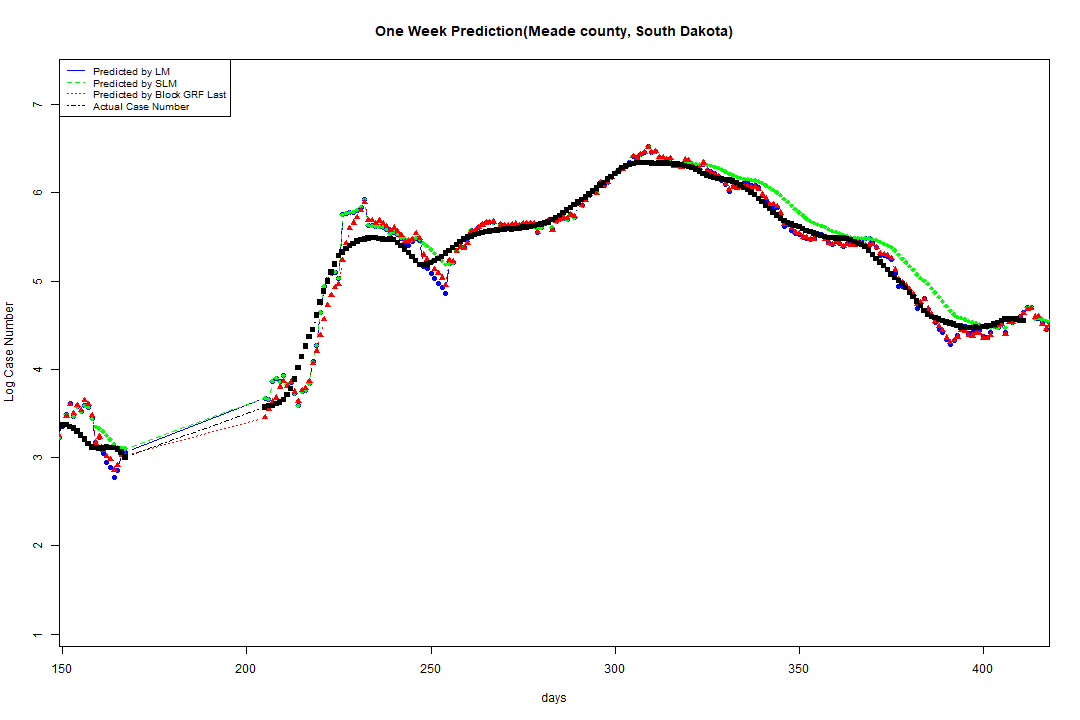 One Week Prediction(Meade county, South Dakota)
Predicted by LM
Predicted by SLM
Predicted by Block GRF Last
Actual Case Number
7
6
5
4
3
2
1
Log Case Number
150 200 250 300 350 400
days